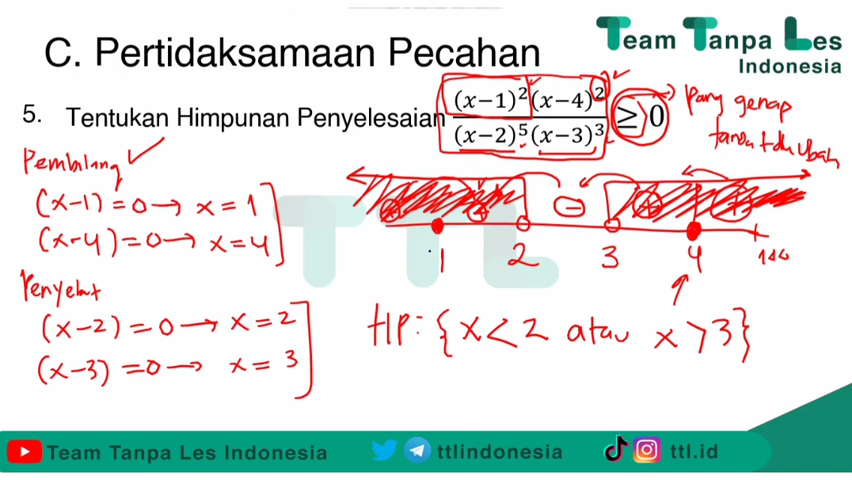 C. Pertidaksamaan Pecahan
Team Tanpa Les
Indonesia
5. Tentukan Himpunan Penyelesaian
(x−1)²(x−4)²
(x−2)⁵(x−3)³
≥ 0
pang genap
tanda tdk ubah
Pembilang
(x-1) = 0 → x = 1
(x-4) = 0 → x = 4
Penyebut
(x-2) = 0 → x = 2
(x-3) = 0 → x = 3
+ + − + +
1 2 3 4 100
TTL
HP: {x < 2 atau x > 3}
Team Tanpa Les Indonesia
ttlindonesia
ttl.id